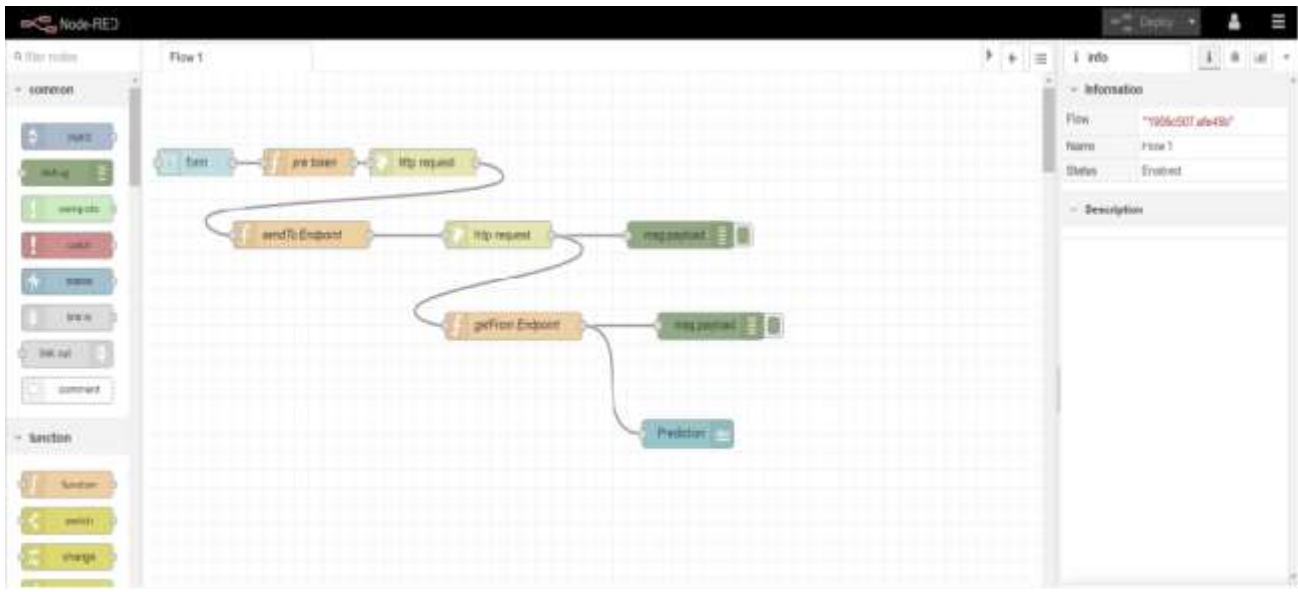 Node-RED
Deploy
filter nodes
Flow 1
info
common
Information
Flow
Name Flow 1
Status Enabled
Description
inject
debug
catch
status
link in
link out
comment
form
pre token
http request
sendTo Endpoint
http request
msg.payload
getFrom Endpoint
msg.payload
Prediction
function
function
switch
change